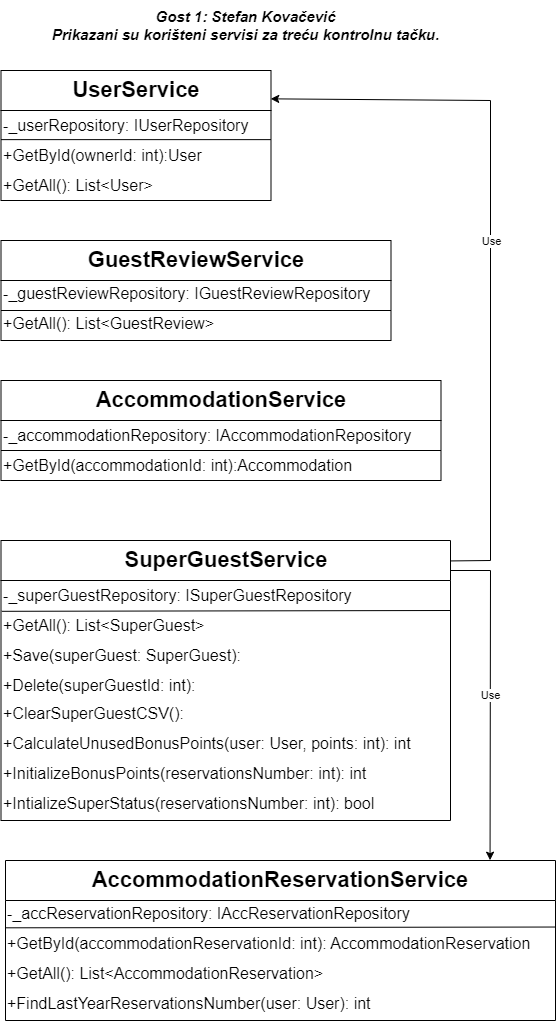 Gost 1: Stefan Kovačević
Prikazani su korišteni servisi za treću kontrolnu tačku.
UserService
-_userRepository: IUserRepository
+GetById(ownerId: int):User
+GetAll(): List<User>
Use
GuestReviewService
-_guestReviewRepository: IGuestReviewRepository
+GetAll(): List<GuestReview>
AccommodationService
-_accommodationRepository: IAccommodationRepository
+GetById(accommodationId: int):Accommodation
SuperGuestService
-_superGuestRepository: ISuperGuestRepository
+GetAll(): List<SuperGuest>
+Save(superGuest: SuperGuest):
+Delete(superGuestId: int):
+ClearSuperGuestCSV():
+CalculateUnusedBonusPoints(user: User, points: int): int
+InitializeBonusPoints(reservationsNumber: int): int
+IntializeSuperStatus(reservationsNumber: int): bool
Use
AccommodationReservationService
-_accReservationRepository: IAccReservationRepository
+GetById(accommodationReservationId: int): AccommodationReservation
+GetAll(): List<AccommodationReservation>
+FindLastYearReservationsNumber(user: User): int